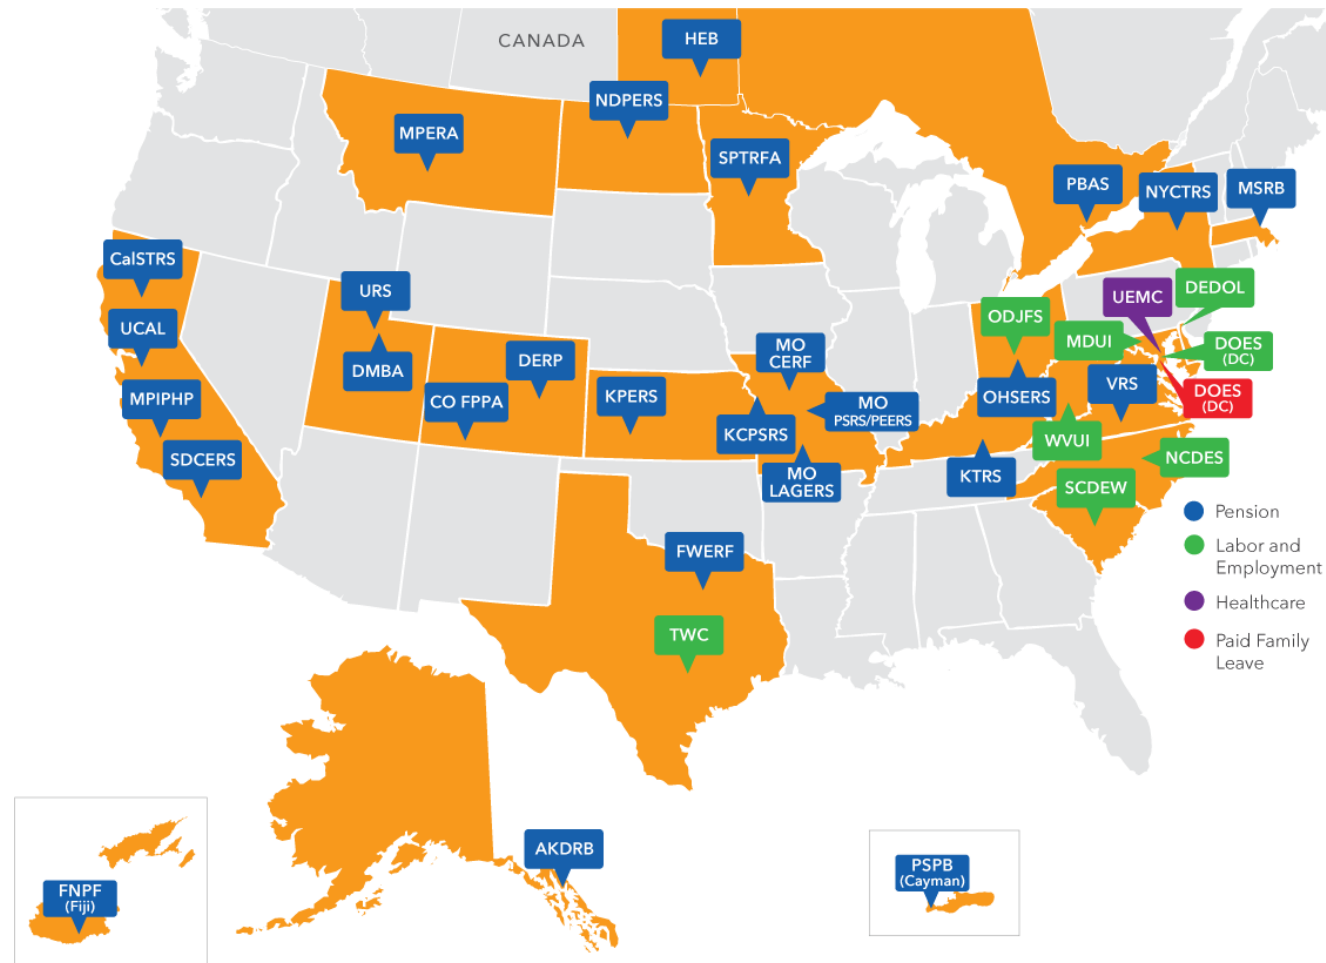 CANADA
HEB
NDPERS
MPERA
SPTRFA
PBAS
NYCTRS
MSRB
CalSTRS
URS
UEMC
DEDOL
UCAL
ODJFS
MDUI
DOES
(DC)
MO
CERF
DERP
DMBA
VRS
DOES
(DC)
MPIPHP
CO FPPA
KPERS
OHSERS
MO
PSRS/PEERS
KCPSRS
WVUI
SDCERS
NCDES
MO
LAGERS
KTRS
SCDEW
Pension
Labor and
Employment
FWERF
Healthcare
TWC
Paid Family
Leave
AKDRB
PSPB
(Cayman)
FNPF
(Fiji)